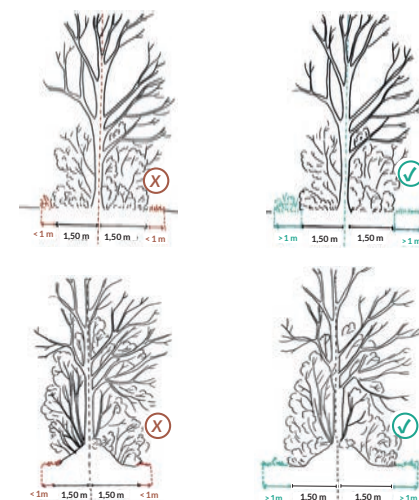 X
✓
< 1 m 1,50 m 1,50 m < 1 m
> 1 m 1,50 m 1,50 m > 1 m
X
✓
< 1m 1,50 m 1,50 m < 1m
> 1m 1,50 m 1,50 m > 1m